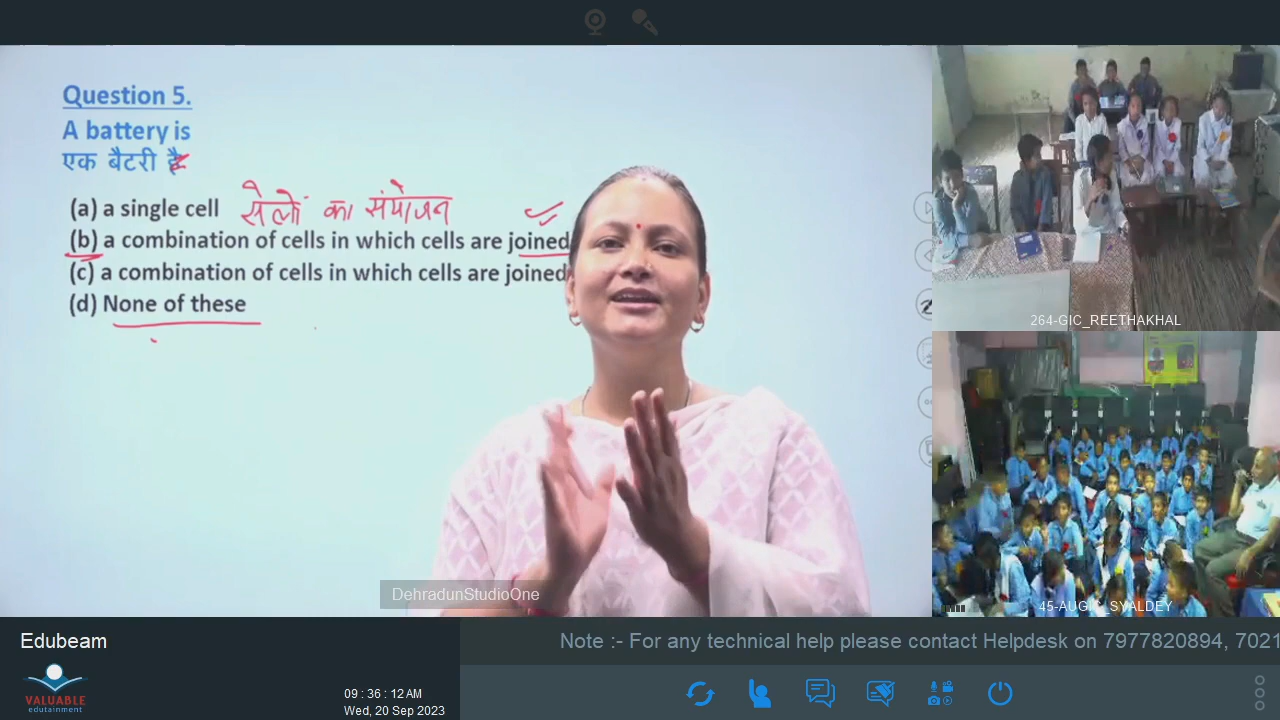 Question 5.
A battery is
एक बैटरी है
(a) a single cell सेलों का संयोजन
(b) a combination of cells in which cells are joined
(c) a combination of cells in which cells are joined
(d) None of these
264-GIC_REETHAKHAL
45-AUGIC_SYALDEY
DehradunStudioOne
Edubeam
Note :- For any technical help please contact Helpdesk on 7977820894, 7021
VALUABLE
edutainment
09 : 36 : 12 AM
Wed, 20 Sep 2023